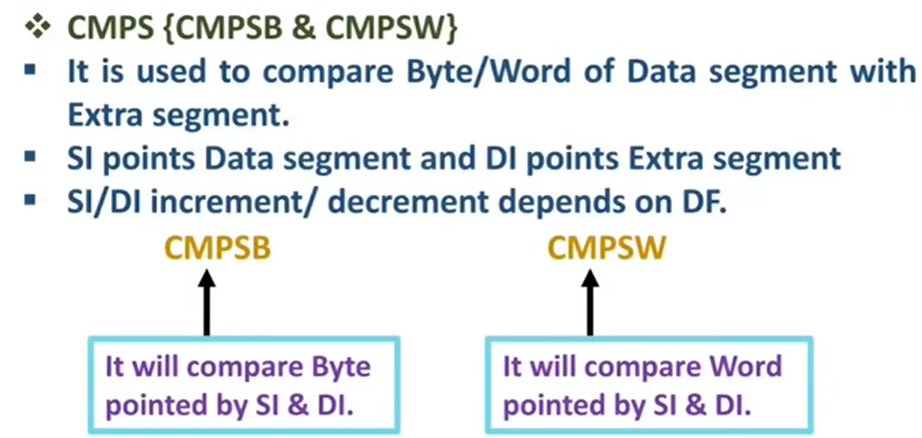 ❖ CMPS {CMPSB & CMPSW}
▪ It is used to compare Byte/Word of Data segment with
Extra segment.
▪ SI points Data segment and DI points Extra segment
▪ SI/DI increment/ decrement depends on DF.
CMPSB CMPSW
It will compare Byte
pointed by SI & DI.
It will compare Word
pointed by SI & DI.